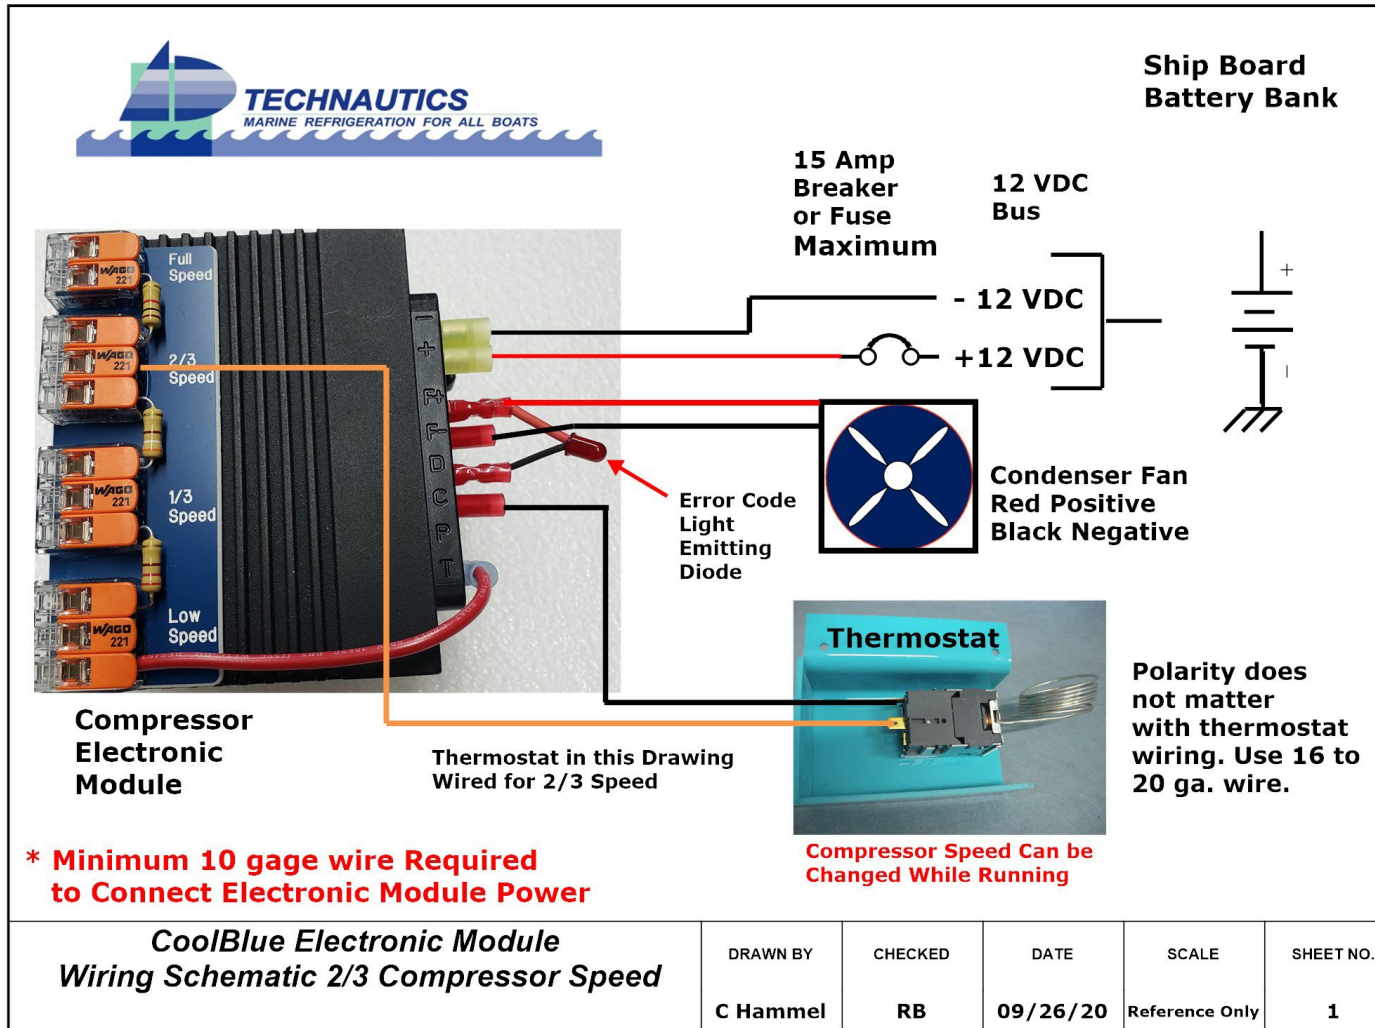 TECHNAUTICS
MARINE REFRIGERATION FOR ALL BOATS
Ship Board
Battery Bank
15 Amp
Breaker
or Fuse
Maximum
12 VDC
Bus
- 12 VDC
+12 VDC
+
−
Full
Speed
WAGO
221
2/3
Speed
WAGO
221
1/3
Speed
WAGO
221
Low
Speed
WAGO
221
−
+
F+
F-
D
C
P
T
Error Code
Light
Emitting
Diode
Condenser Fan
Red Positive
Black Negative
Compressor
Electronic
Module
Thermostat in this Drawing
Wired for 2/3 Speed
Thermostat
Polarity does
not matter
with thermostat
wiring. Use 16 to
20 ga. wire.
Compressor Speed Can be
Changed While Running
* Minimum 10 gage wire Required
to Connect Electronic Module Power
CoolBlue Electronic Module
Wiring Schematic 2/3 Compressor Speed
DRAWN BY
CHECKED
DATE
SCALE
SHEET NO.
C Hammel
RB
09/26/20
Reference Only
1